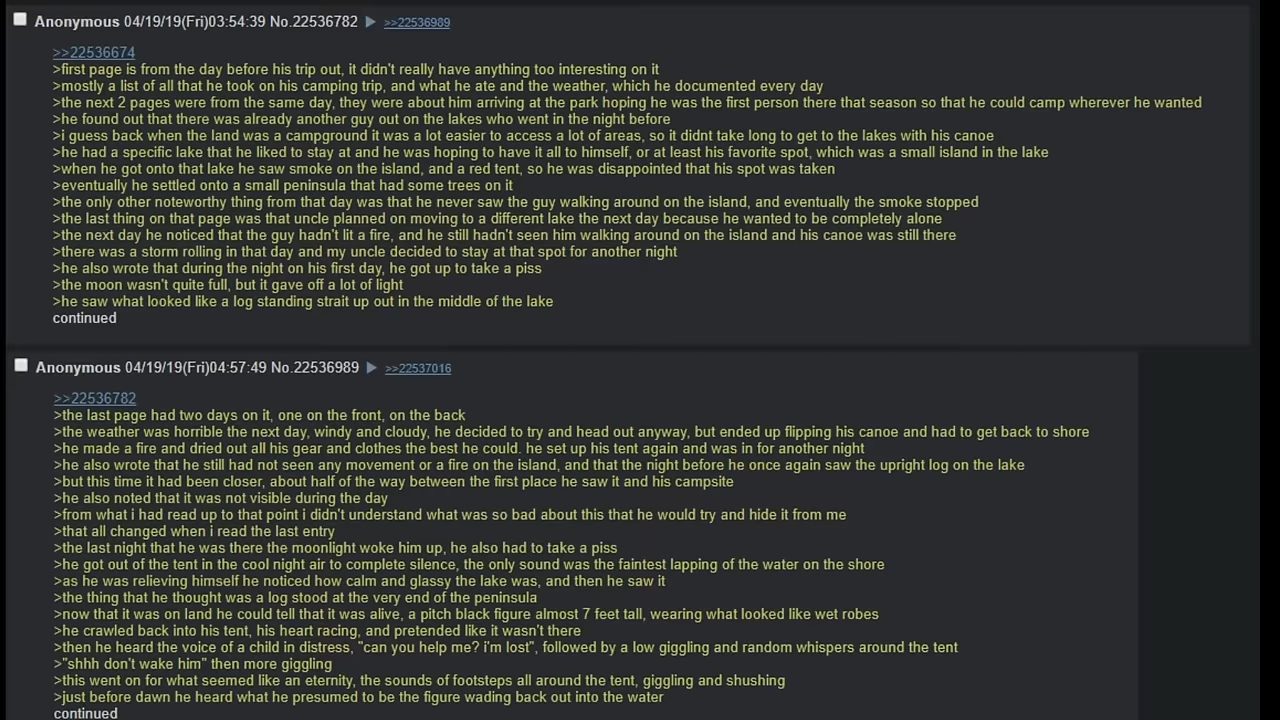 Anonymous 04/19/19(Fri)03:54:39 No.22536782 ▶ >>22536989
>>22536674
>first page is from the day before his trip out, it didn't really have anything too interesting on it
>mostly a list of all that he took on his camping trip, and what he ate and the weather, which he documented every day
>the next 2 pages were from the same day, they were about him arriving at the park hoping he was the first person there that season so that he could camp wherever he wanted
>he found out that there was already another guy out on the lakes who went in the night before
>i guess back when the land was a campground it was a lot easier to access a lot of areas, so it didnt take long to get to the lakes with his canoe
>he had a specific lake that he liked to stay at and he was hoping to have it all to himself, or at least his favorite spot, which was a small island in the lake
>when he got onto that lake he saw smoke on the island, and a red tent, so he was disappointed that his spot was taken
>eventually he settled onto a small peninsula that had some trees on it
>the only other noteworthy thing from that day was that he never saw the guy walking around on the island, and eventually the smoke stopped
>the last thing on that page was that uncle planned on moving to a different lake the next day because he wanted to be completely alone
>the next day he noticed that the guy hadn't lit a fire, and he still hadn't seen him walking around on the island and his canoe was still there
>there was a storm rolling in that day and my uncle decided to stay at that spot for another night
>he also wrote that during the night on his first day, he got up to take a piss
>the moon wasn't quite full, but it gave off a lot of light
>he saw what looked like a log standing strait up out in the middle of the lake
continued
Anonymous 04/19/19(Fri)04:57:49 No.22536989 ▶ >>22537016
>>22536782
>the last page had two days on it, one on the front, on the back
>the weather was horrible the next day, windy and cloudy, he decided to try and head out anyway, but ended up flipping his canoe and had to get back to shore
>he made a fire and dried out all his gear and clothes the best he could. he set up his tent again and was in for another night
>he also wrote that he still had not seen any movement or a fire on the island, and that the night before he once again saw the upright log on the lake
>but this time it had been closer, about half of the way between the first place he saw it and his campsite
>he also noted that it was not visible during the day
>from what i had read up to that point i didn't understand what was so bad about this that he would try and hide it from me
>that all changed when i read the last entry
>the last night that he was there the moonlight woke him up, he also had to take a piss
>he got out of the tent in the cool night air to complete silence, the only sound was the faintest lapping of the water on the shore
>as he was relieving himself he noticed how calm and glassy the lake was, and then he saw it
>the thing that he thought was a log stood at the very end of the peninsula
>now that it was on land he could tell that it was alive, a pitch black figure almost 7 feet tall, wearing what looked like wet robes
>he crawled back into his tent, his heart racing, and pretended like it wasn't there
>then he heard the voice of a child in distress, "can you help me? i'm lost", followed by a low giggling and random whispers around the tent
>"shhh don't wake him" then more giggling
>this went on for what seemed like an eternity, the sounds of footsteps all around the tent, giggling and shushing
>just before dawn he heard what he presumed to be the figure wading back out into the water
continued